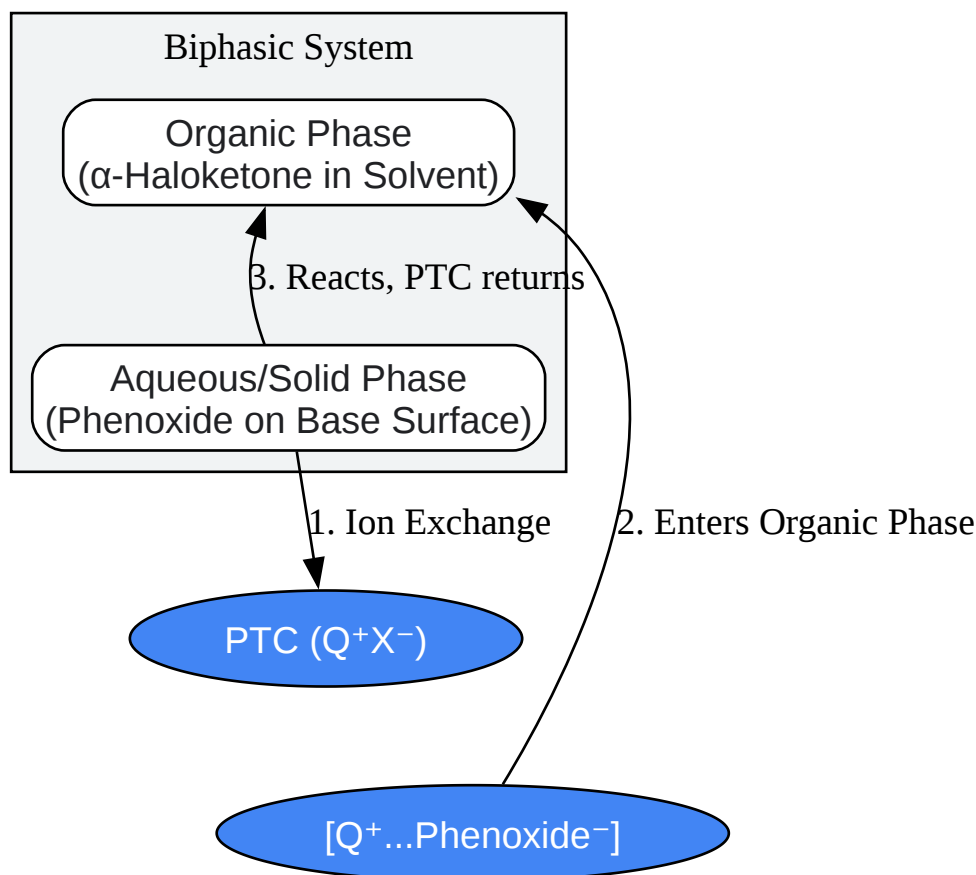 Biphasic System
Organic Phase
(α-Haloketone in Solvent)
3. Reacts, PTC returns
Aqueous/Solid Phase
(Phenoxide on Base Surface)
1. Ion Exchange
2. Enters Organic Phase
PTC (Q⁺X⁻)
[Q⁺...Phenoxide⁻]